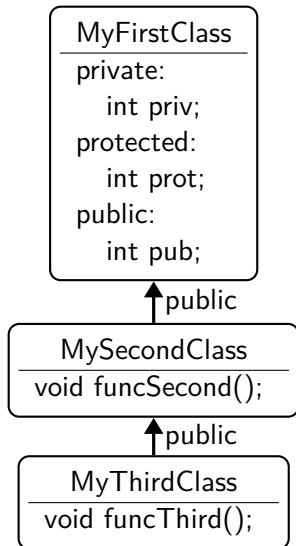 MyFirstClass
private:
int priv;
protected:
int prot;
public:
int pub;
public
MySecondClass
void funcSecond();
public
MyThirdClass
void funcThird();